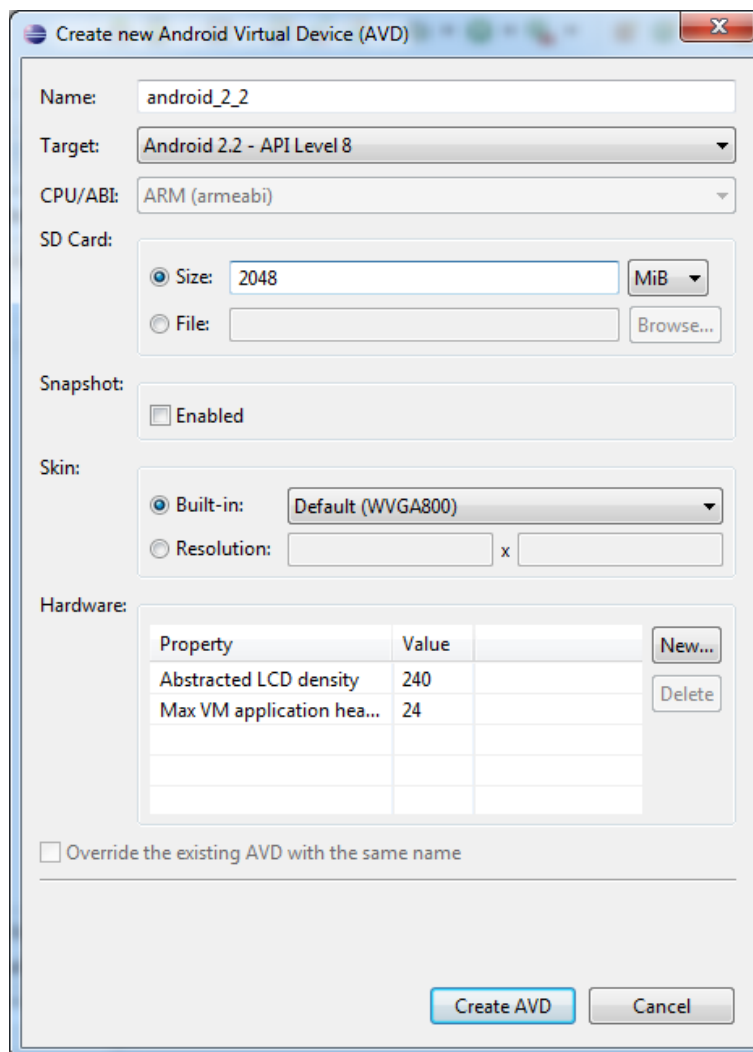 Create new Android Virtual Device (AVD)
Name: android_2_2
Target: Android 2.2 - API Level 8
CPU/ABI: ARM (armeabi)
SD Card:
Size: 2048 MiB
File: Browse...
Snapshot:
Enabled
Skin:
Built-in: Default (WVGA800)
Resolution: x
Hardware:
Property Value New...
Abstracted LCD density 240 Delete
Max VM application hea... 24
Override the existing AVD with the same name
Create AVD Cancel